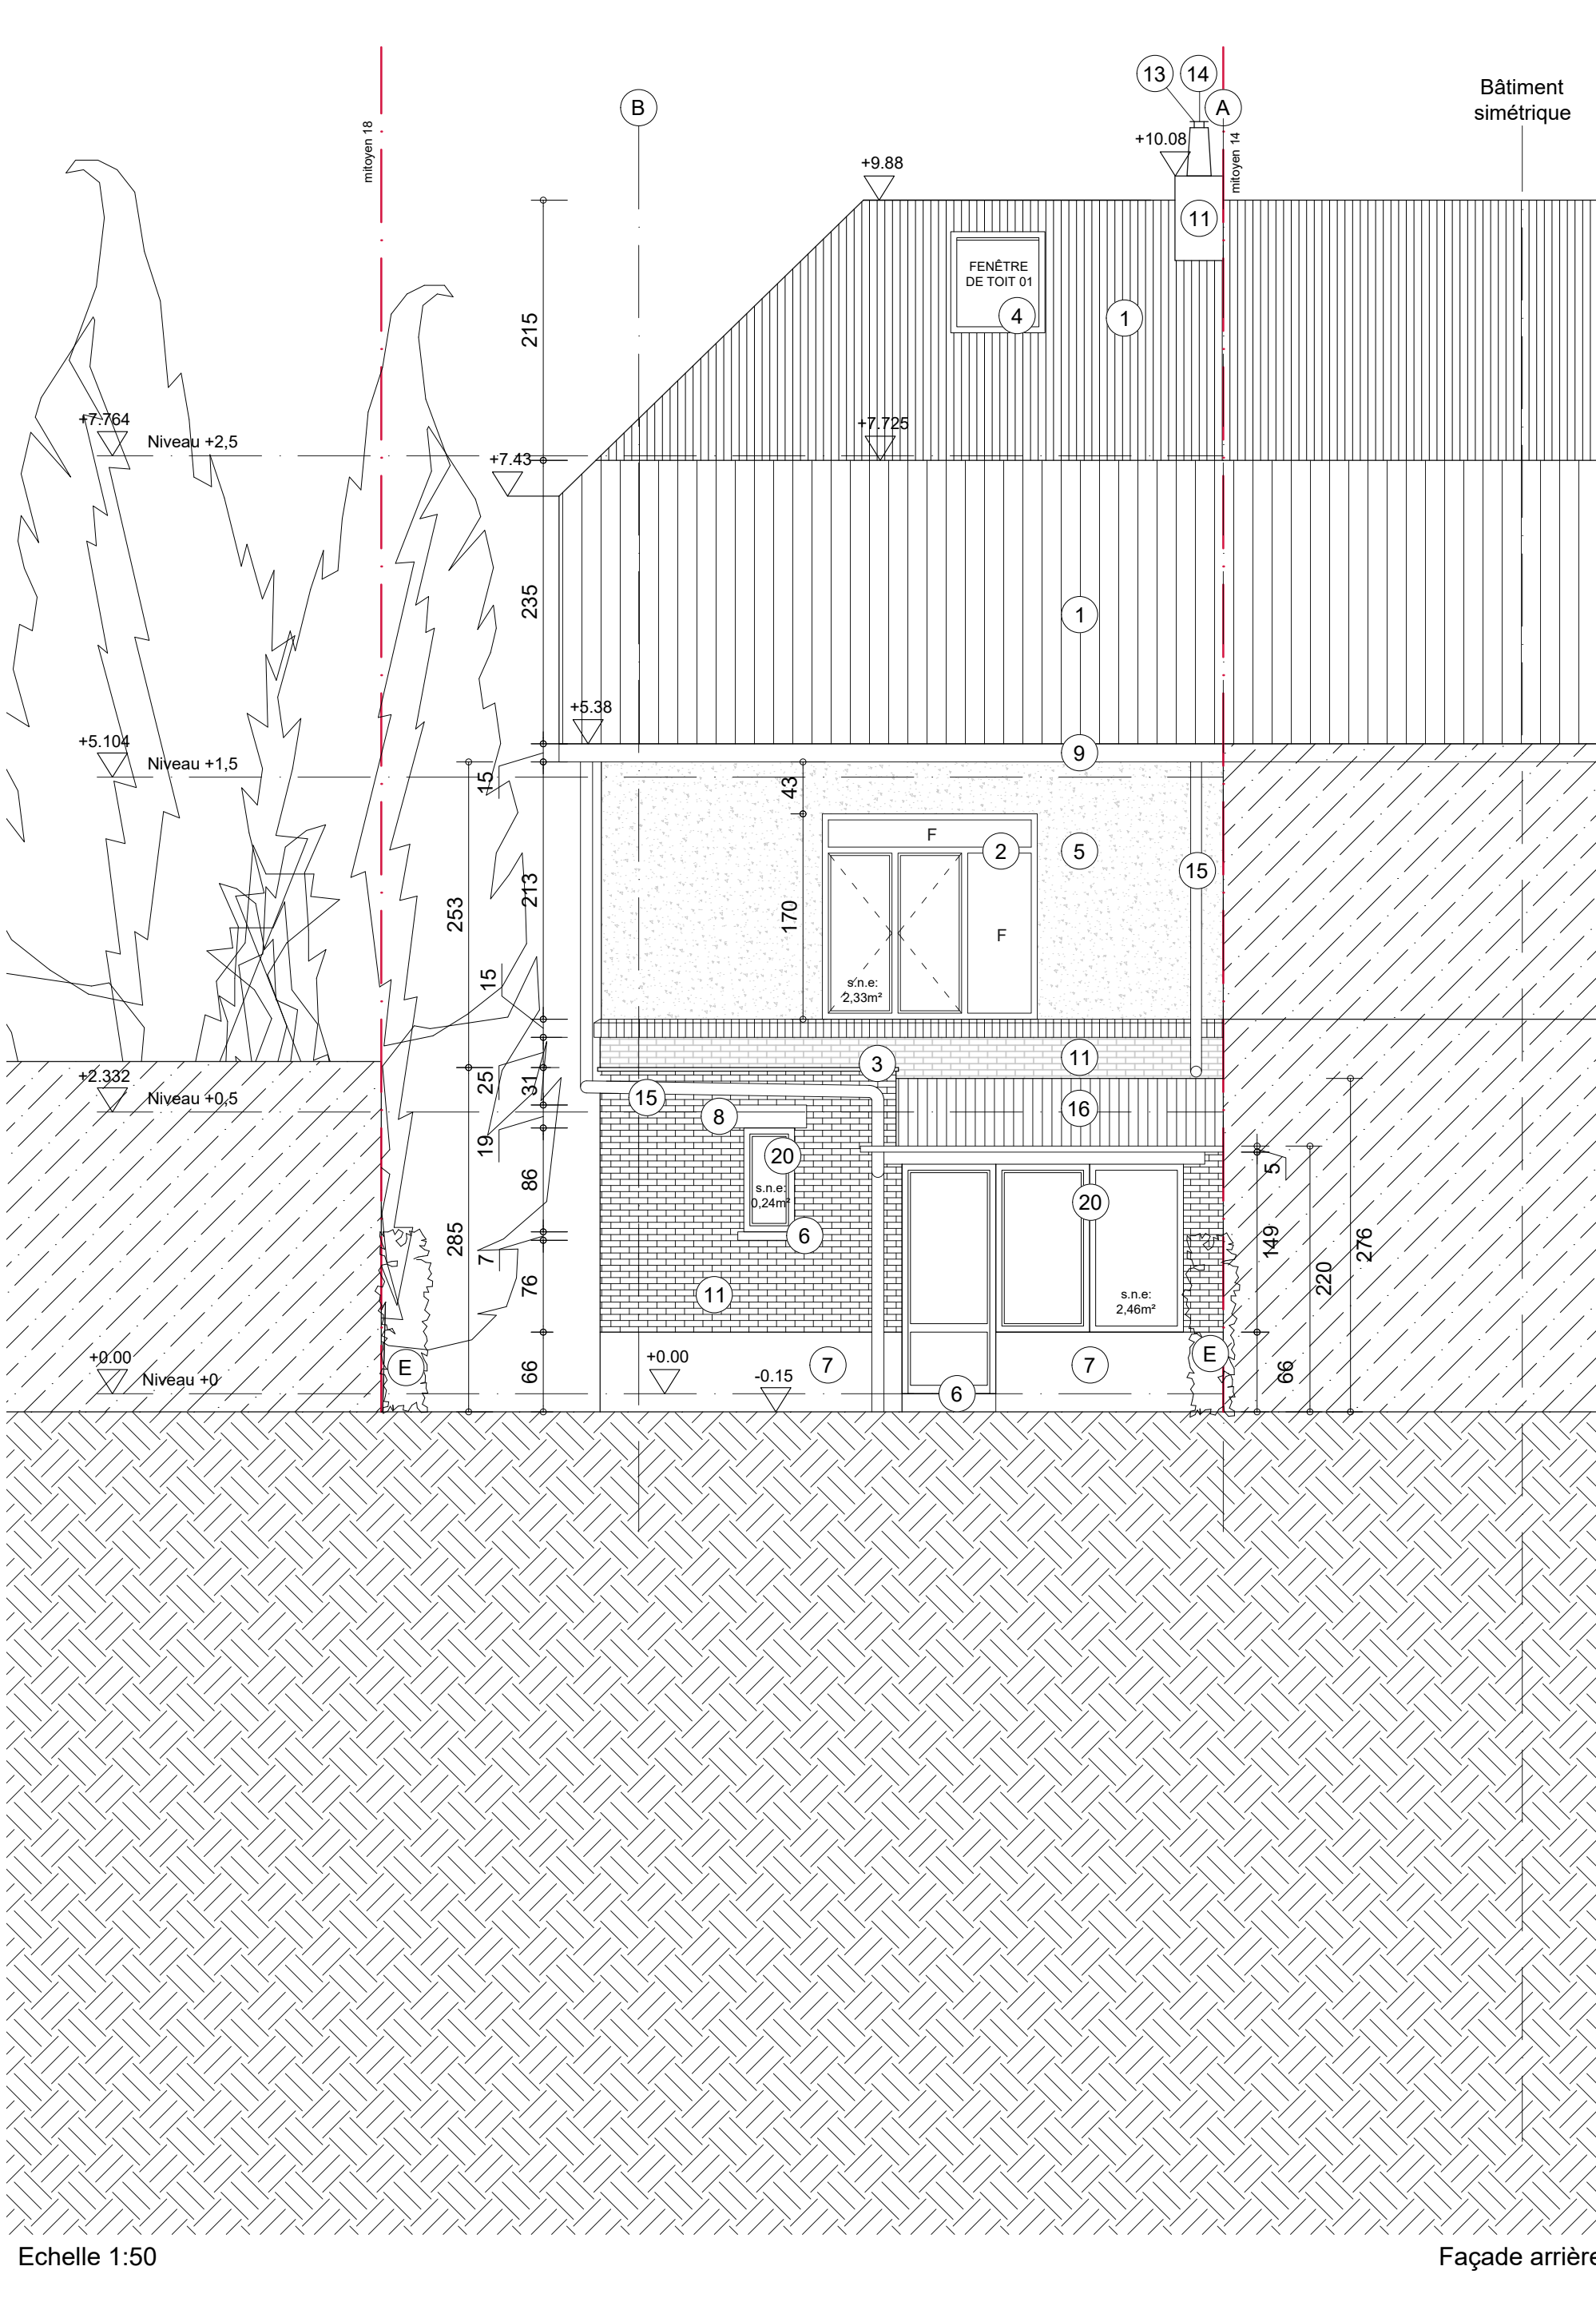 13
14
Bâtiment
simétrique
B
A
mitoyen 18
mitoyen 14
+10.08
+9.88
11
FENÊTRE
DE TOIT 01
4
1
215
+7.764
Niveau +2,5
+7.725
+7.43
235
1
+5.38
+5.104
Niveau +1,5
9
15
43
F
2
5
15
253
213
170
F
15
s.n.e:
2,33m²
11
3
+2.332
Niveau +0,5
25
31
15
8
16
19
20
86
s.n.e:
0,24m²
5
20
6
285
7
149
276
220
76
11
s.n.e:
2,46m²
+0.00
Niveau +0
E
66
+0.00
-0.15
7
7
E
66
6
Echelle 1:50
Façade arrière